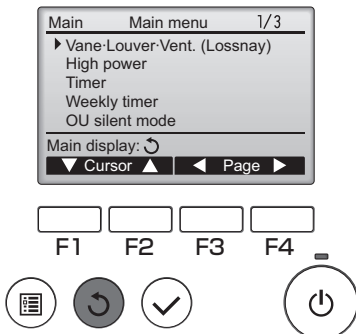 Main Main menu 1/3
Vane·Louver·Vent. (Lossnay)
High power
Timer
Weekly timer
OU silent mode
Main display:
Cursor Page
F1 F2 F3 F4